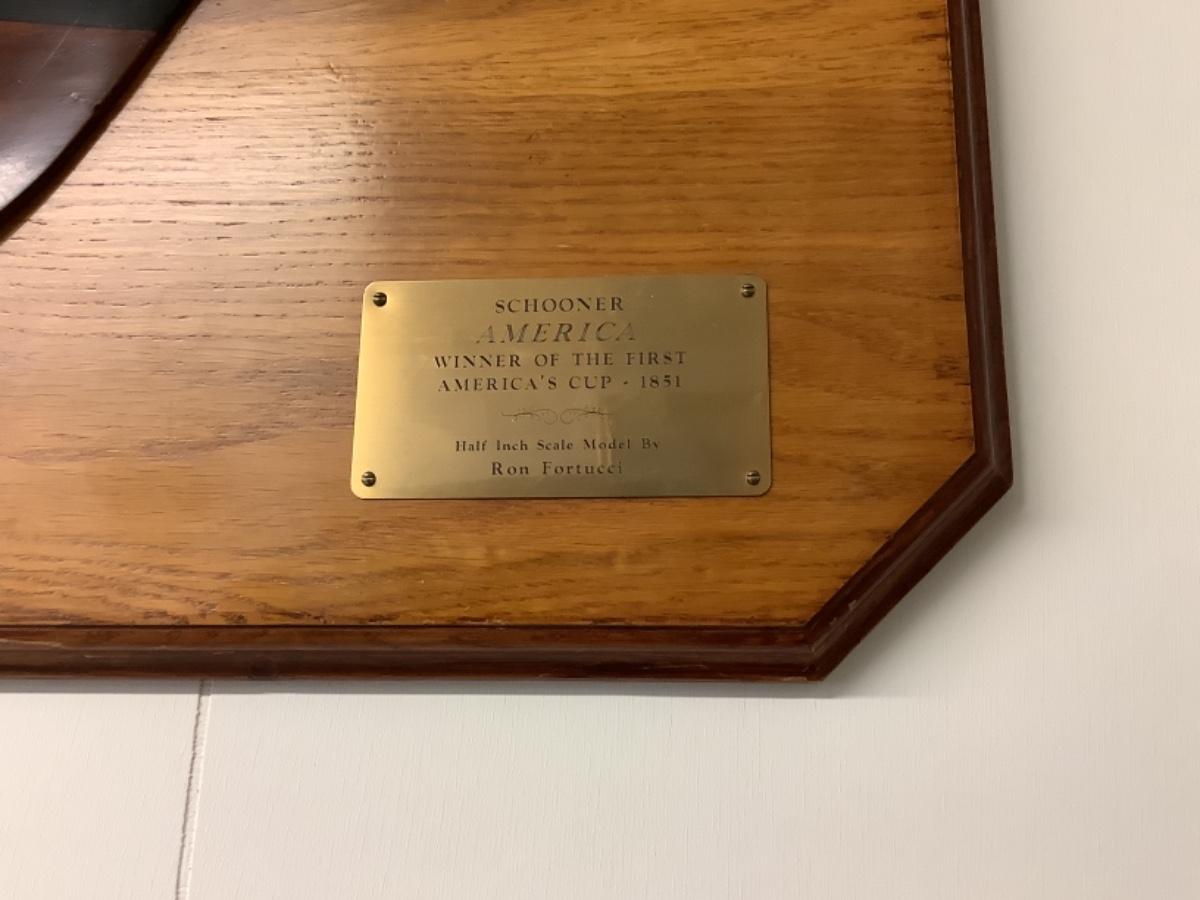 SCHOONER
AMERICA
WINNER OF THE FIRST
AMERICA'S CUP - 1851
Half Inch Scale Model By
Ron Fortucci